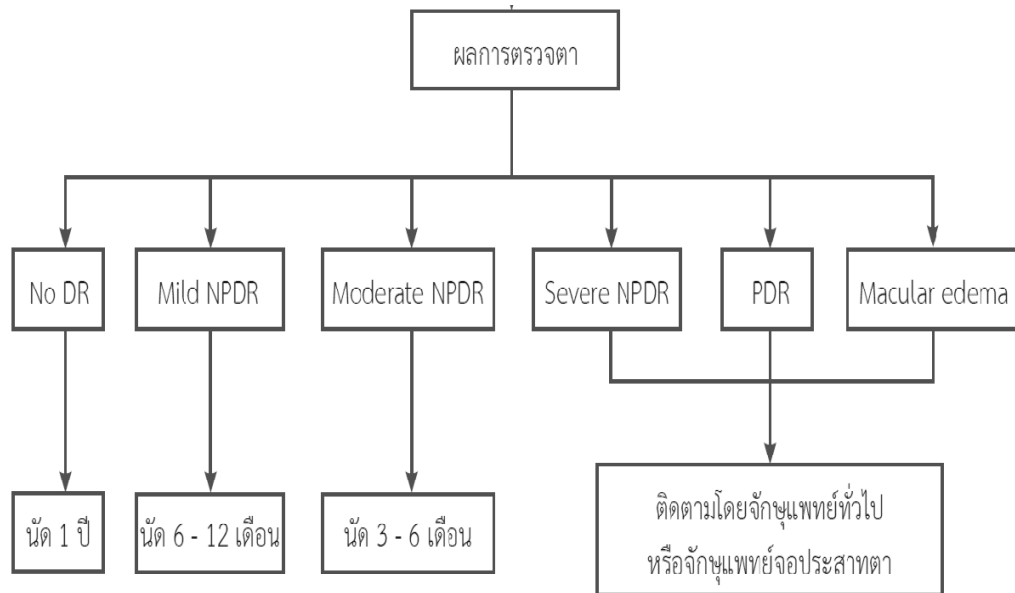 ผลการตรวจตา
No DR
Mild NPDR
Moderate NPDR
Severe NPDR
PDR
Macular edema
นัด 1 ปี
นัด 6 - 12 เดือน
นัด 3 - 6 เดือน
ติดตามโดยจักษุแพทย์ทั่วไป
หรือจักษุแพทย์จอประสาทตา